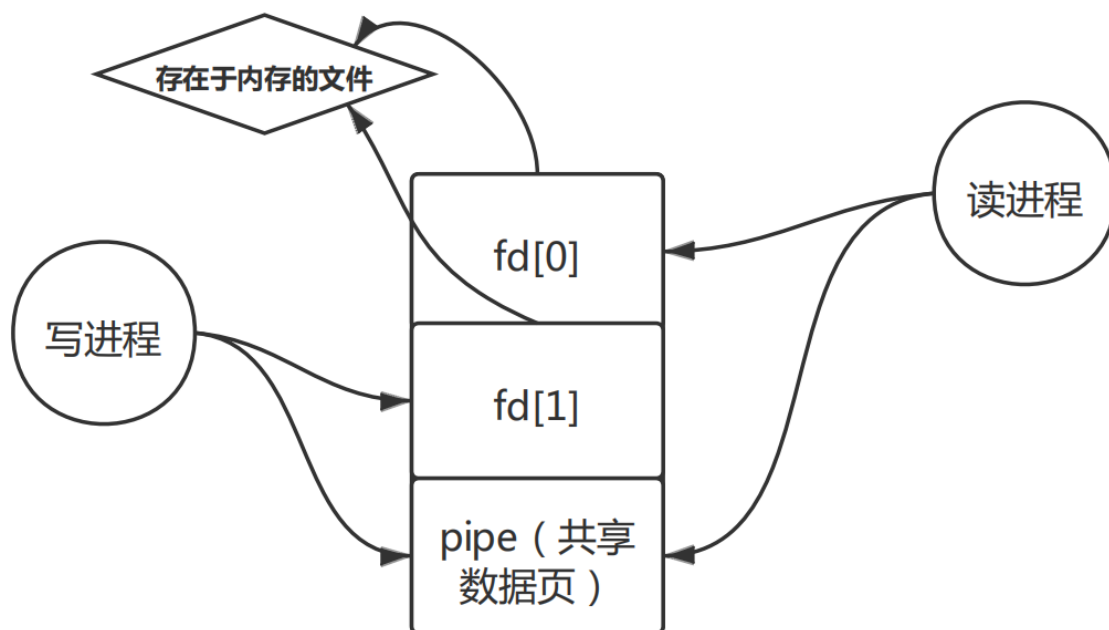 存在于内存的文件
读进程
fd[0]
写进程
fd[1]
pipe（共享
数据页）